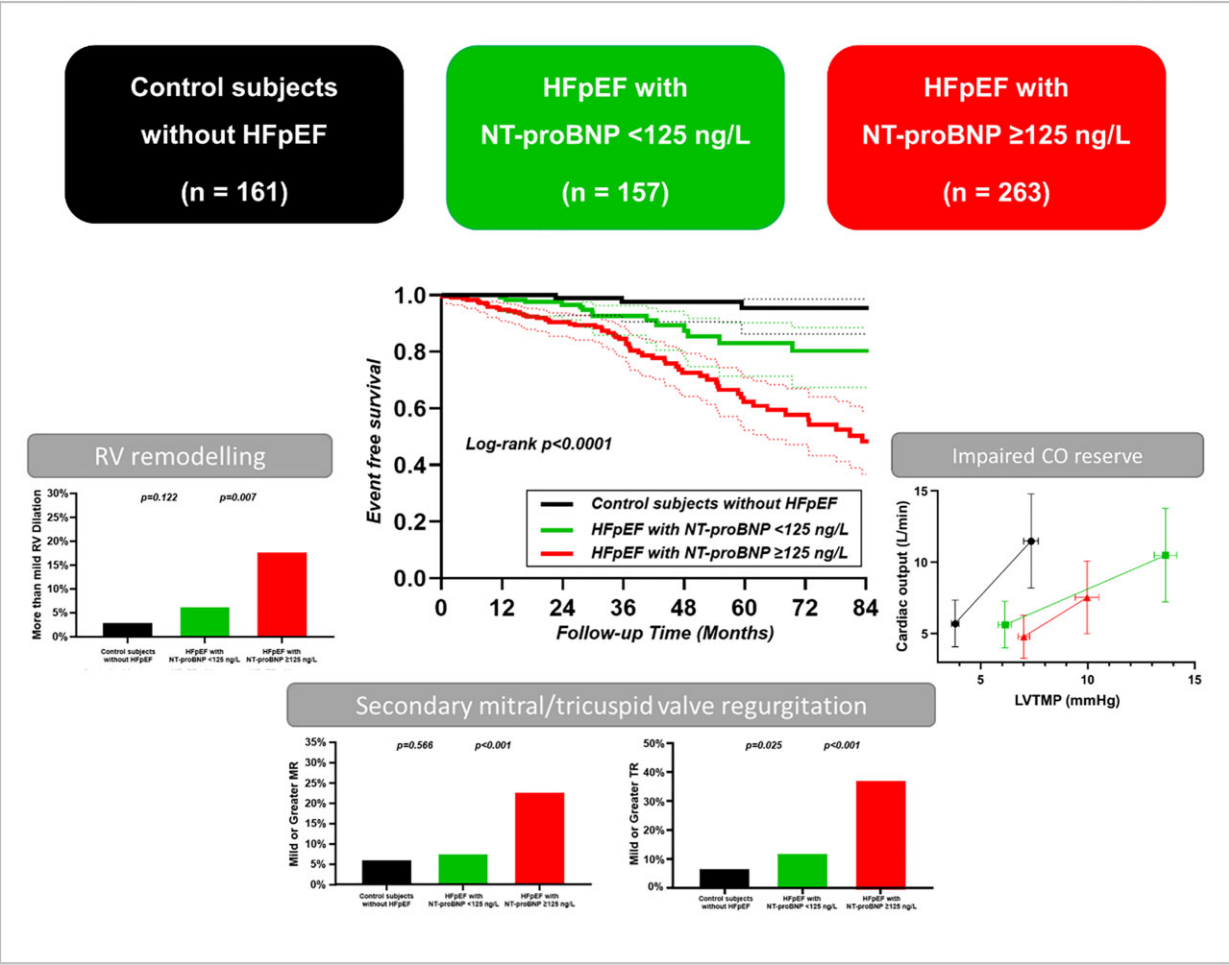 Control subjects
without HFpEF
(n = 161)
HFpEF with
NT-proBNP <125 ng/L
(n = 157)
HFpEF with
NT-proBNP ≥125 ng/L
(n = 263)
1.0
0.8
0.6
0.4
0.2
0.0
Event free survival
Log-rank p<0.0001
Control subjects without HFpEF
HFpEF with NT-proBNP <125 ng/L
HFpEF with NT-proBNP ≥125 ng/L
0 12 24 36 48 60 72 84
Follow-up Time (Months)
RV remodelling
More than mild RV Dilation
30%
25%
20%
15%
10%
5%
0%
p=0.122 p=0.007
Control subjects
without HFpEF
HFpEF with
NT-proBNP <125 ng/L
HFpEF with
NT-proBNP ≥125 ng/L
Impaired CO reserve
Cardiac output (L/min)
15
10
5
5 10 15
LVTMP (mmHg)
Secondary mitral/tricuspid valve regurgitation
Mild or Greater MR
35%
30%
25%
20%
15%
10%
5%
0%
p=0.566 p<0.001
Control subjects
without HFpEF
HFpEF with
NT-proBNP <125 ng/L
HFpEF with
NT-proBNP ≥125 ng/L
Mild or Greater TR
50%
40%
30%
20%
10%
0%
p=0.025 p<0.001
Control subjects
without HFpEF
HFpEF with
NT-proBNP <125 ng/L
HFpEF with
NT-proBNP ≥125 ng/L